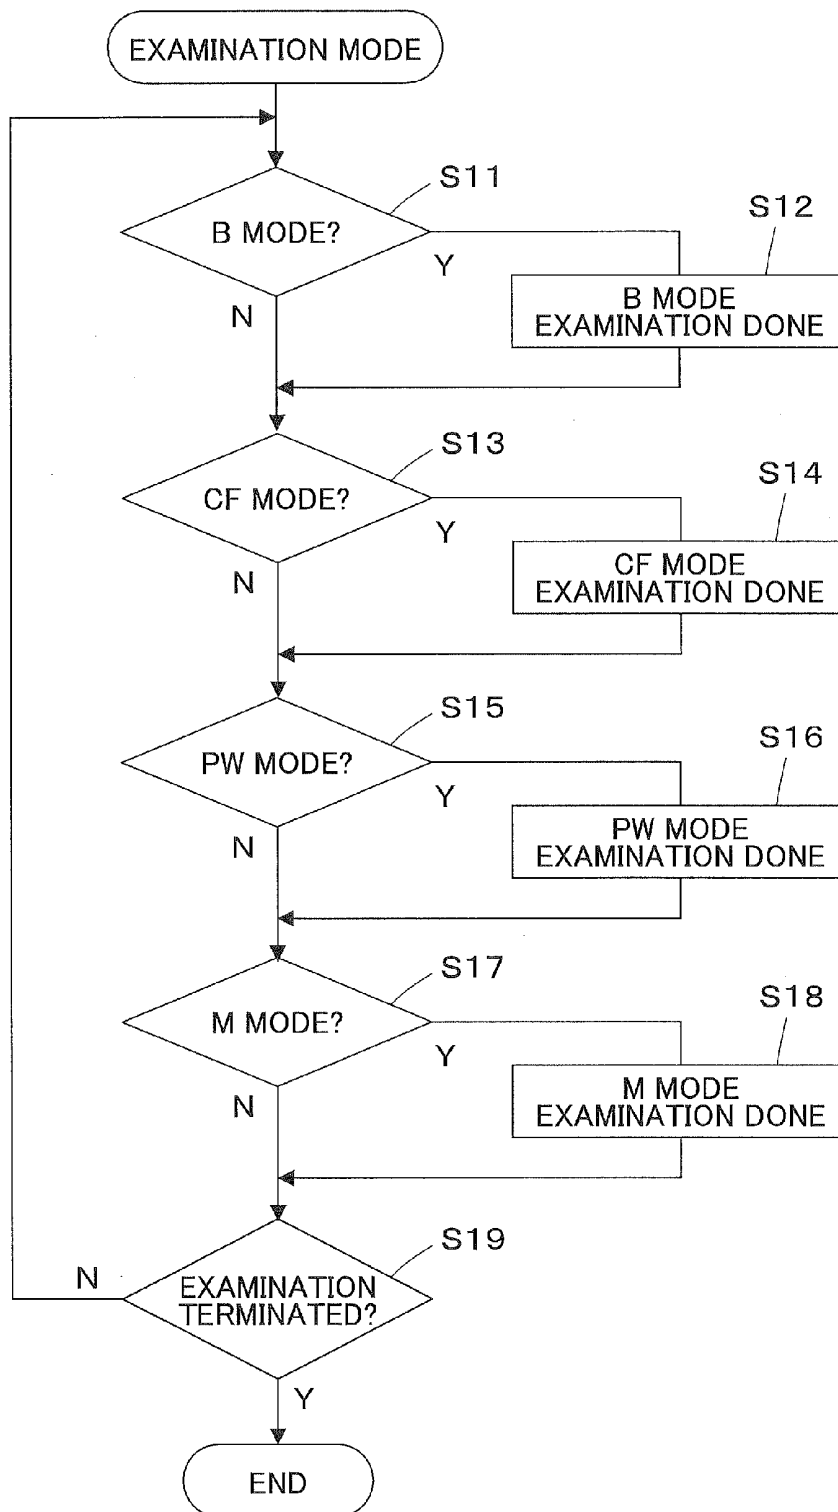 EXAMINATION MODE
S11
B MODE?
Y
N
S12
B MODE
EXAMINATION DONE
S13
CF MODE?
Y
N
S14
CF MODE
EXAMINATION DONE
S15
PW MODE?
Y
N
S16
PW MODE
EXAMINATION DONE
S17
M MODE?
Y
N
S18
M MODE
EXAMINATION DONE
S19
EXAMINATION
TERMINATED?
N
Y
END